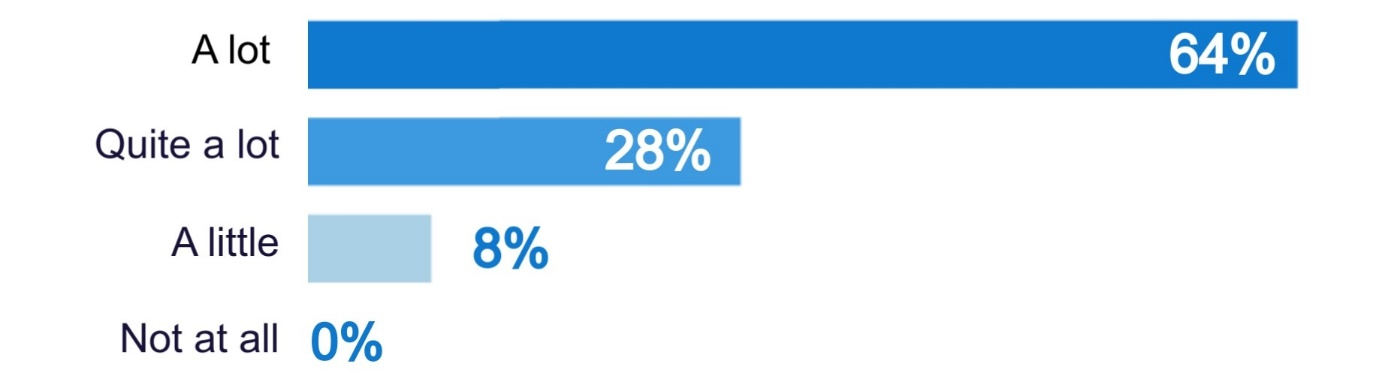 A lot 64%
Quite a lot 28%
A little 8%
Not at all 0%